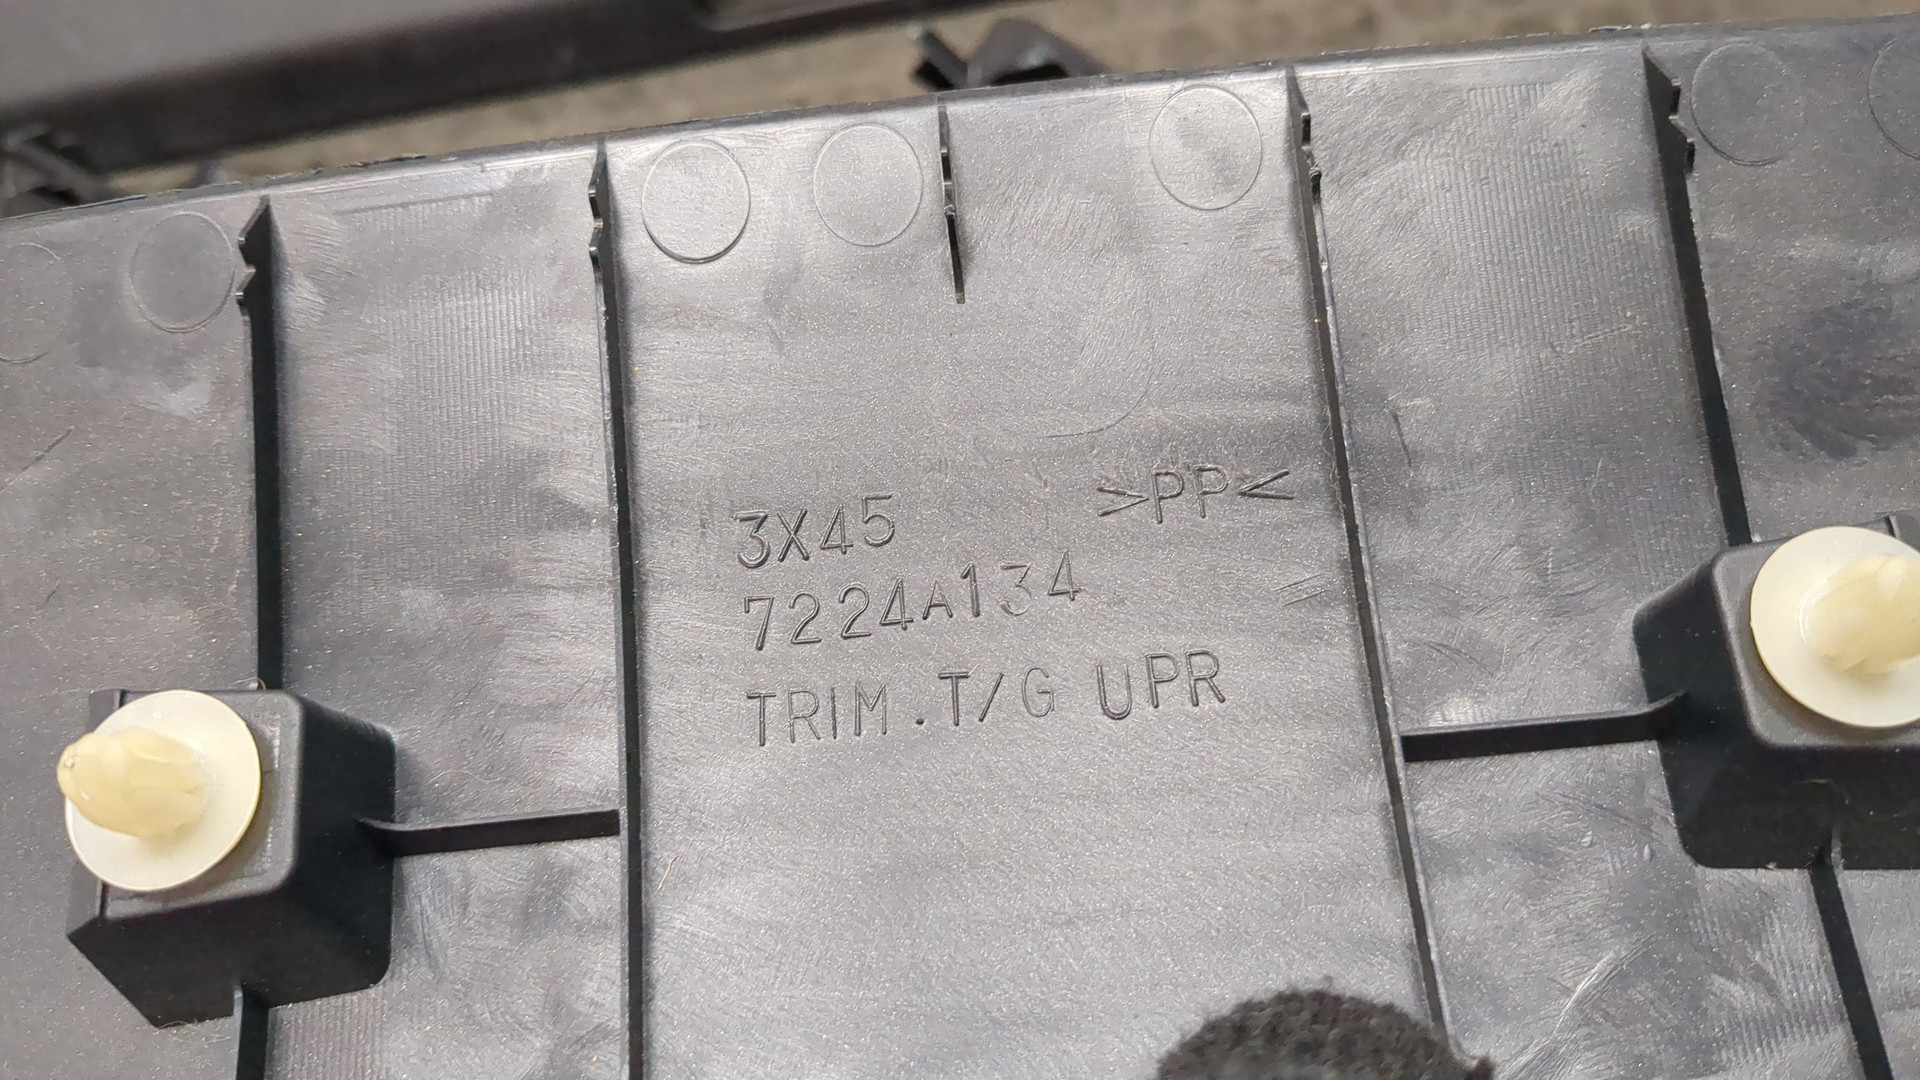 3X45 >PP<
7224A134
TRIM.T/G UPR